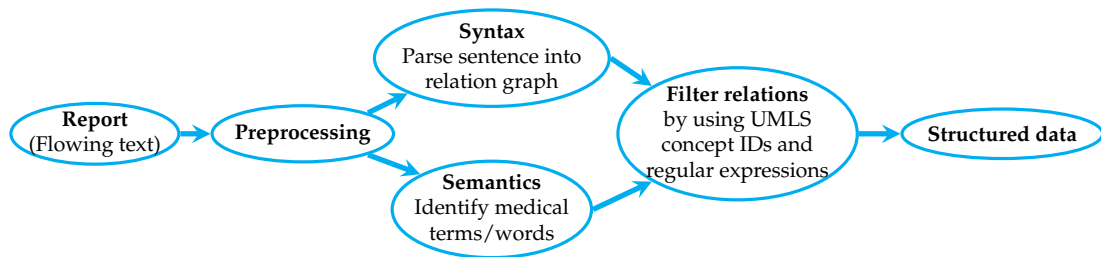 Report
(Flowing text)
Preprocessing
Syntax
Parse sentence into
relation graph
Semantics
Identify medical
terms/words
Filter relations
by using UMLS
concept IDs and
regular expressions
Structured data